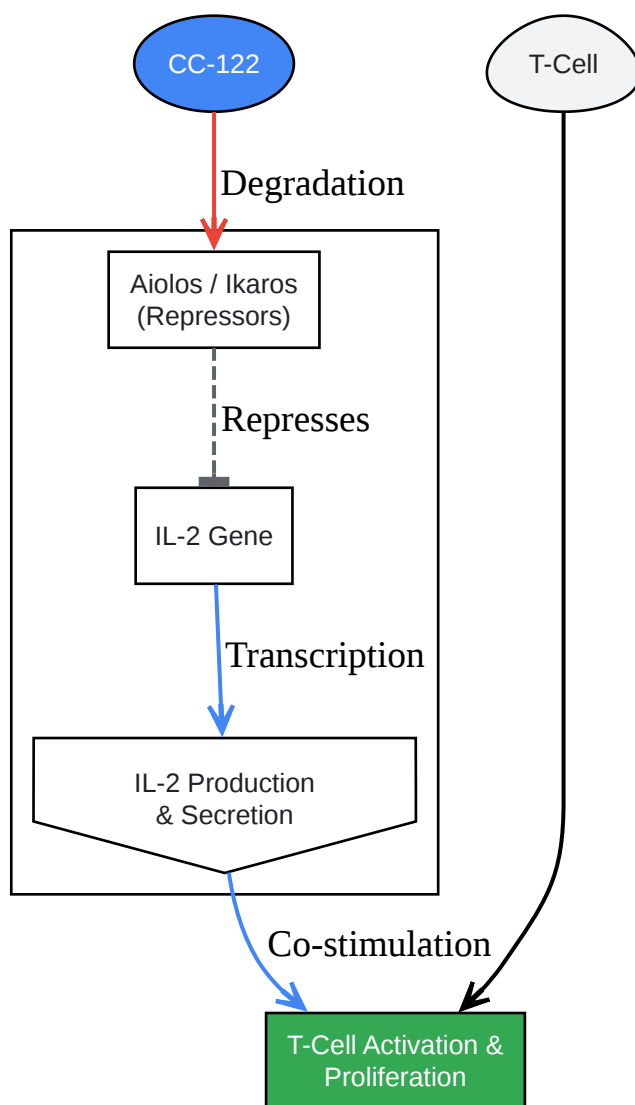 CC-122
T-Cell
Degradation
Aiolos / Ikaros
(Repressors)
Represses
IL-2 Gene
Transcription
IL-2 Production
& Secretion
Co-stimulation
T-Cell Activation &
Proliferation